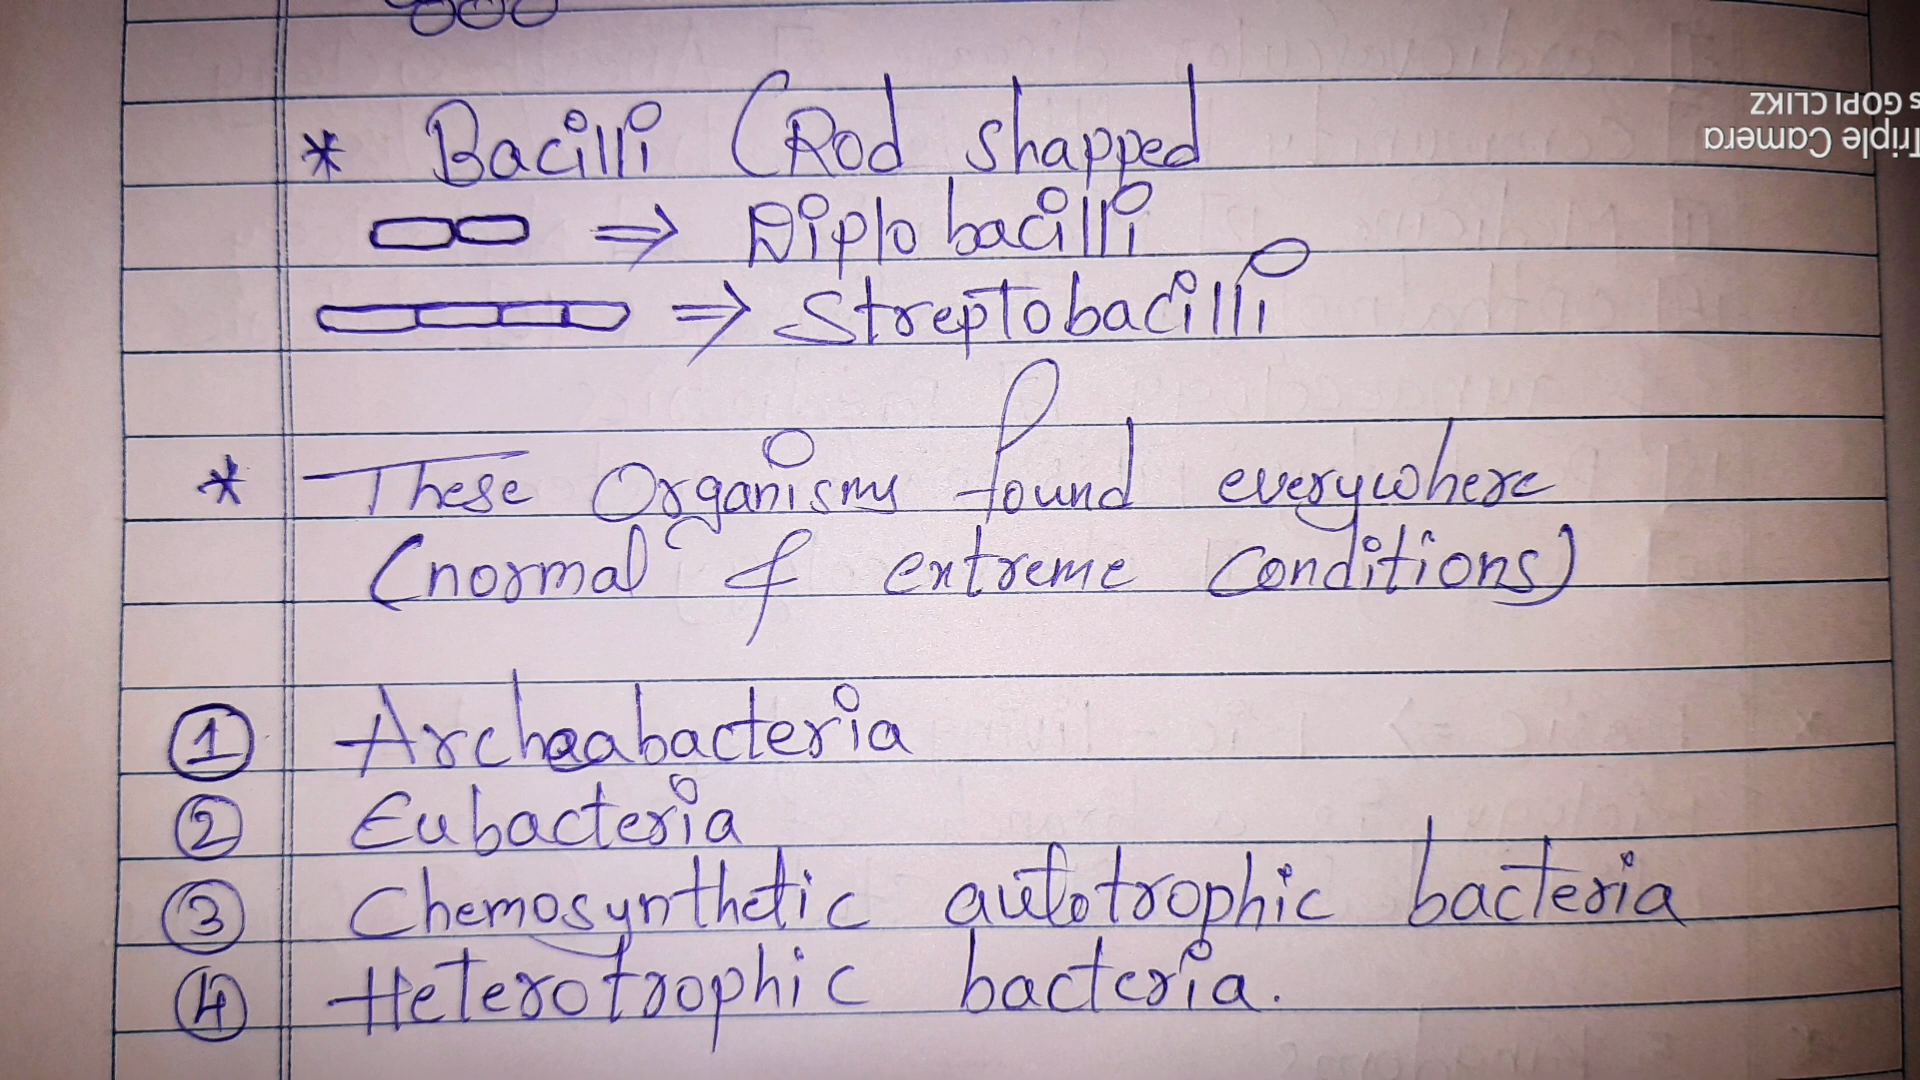 * Bacilli (Rod shapped
⇒ Diplo bacilli
⇒ Streptobacilli
* These Organisms found everywhere
(normal & extreme Conditions)
① Archaabacteria
② Eubacteria
③ Chemosynthetic autotrophic bacteria
④ Heterotrophic bacteria.
Triple Camera
s GOPI CLIKZ